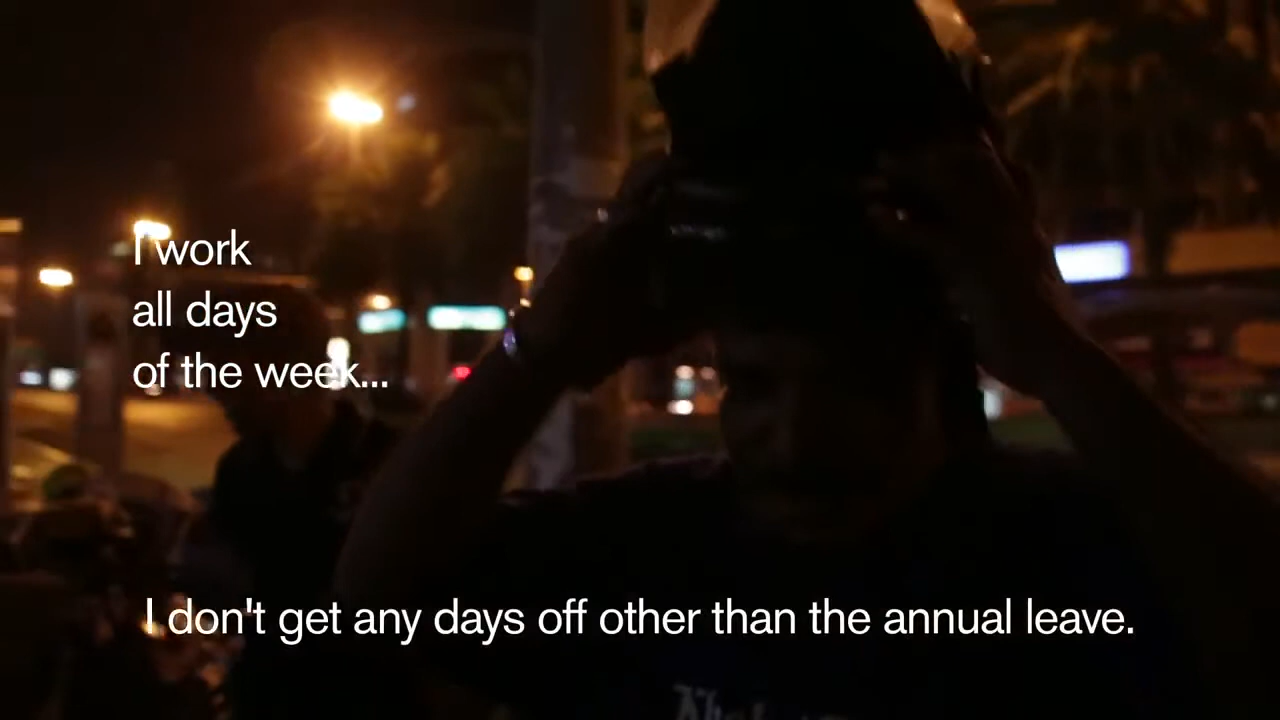 I work
all days
of the week...
I don't get any days off other than the annual leave.